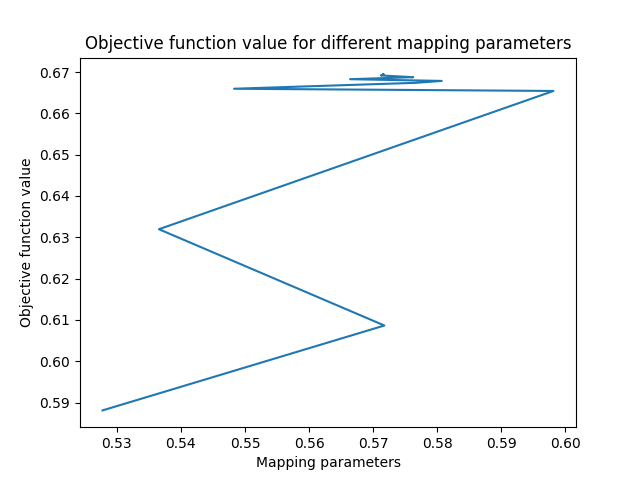 Objective function value for different mapping parameters
Objective function value
0.67
0.66
0.65
0.64
0.63
0.62
0.61
0.60
0.59
0.53 0.54 0.55 0.56 0.57 0.58 0.59 0.60
Mapping parameters